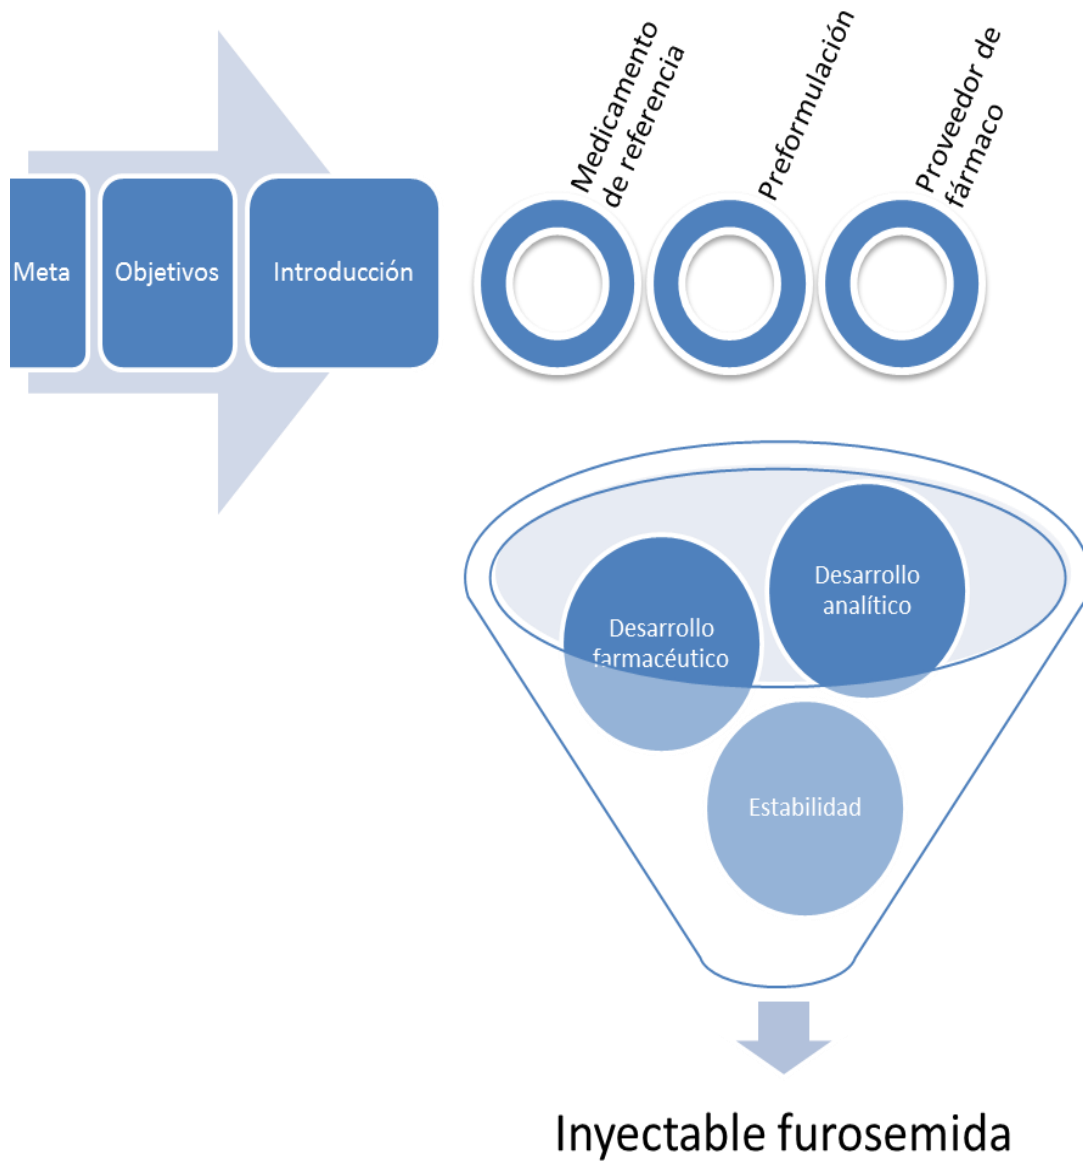 Meta
Objetivos
Introducción
Medicamento
de referencia
Preformulación
Proveedor de
fármaco
Desarrollo
analítico
Desarrollo
farmacéutico
Estabilidad
Inyectable furosemida